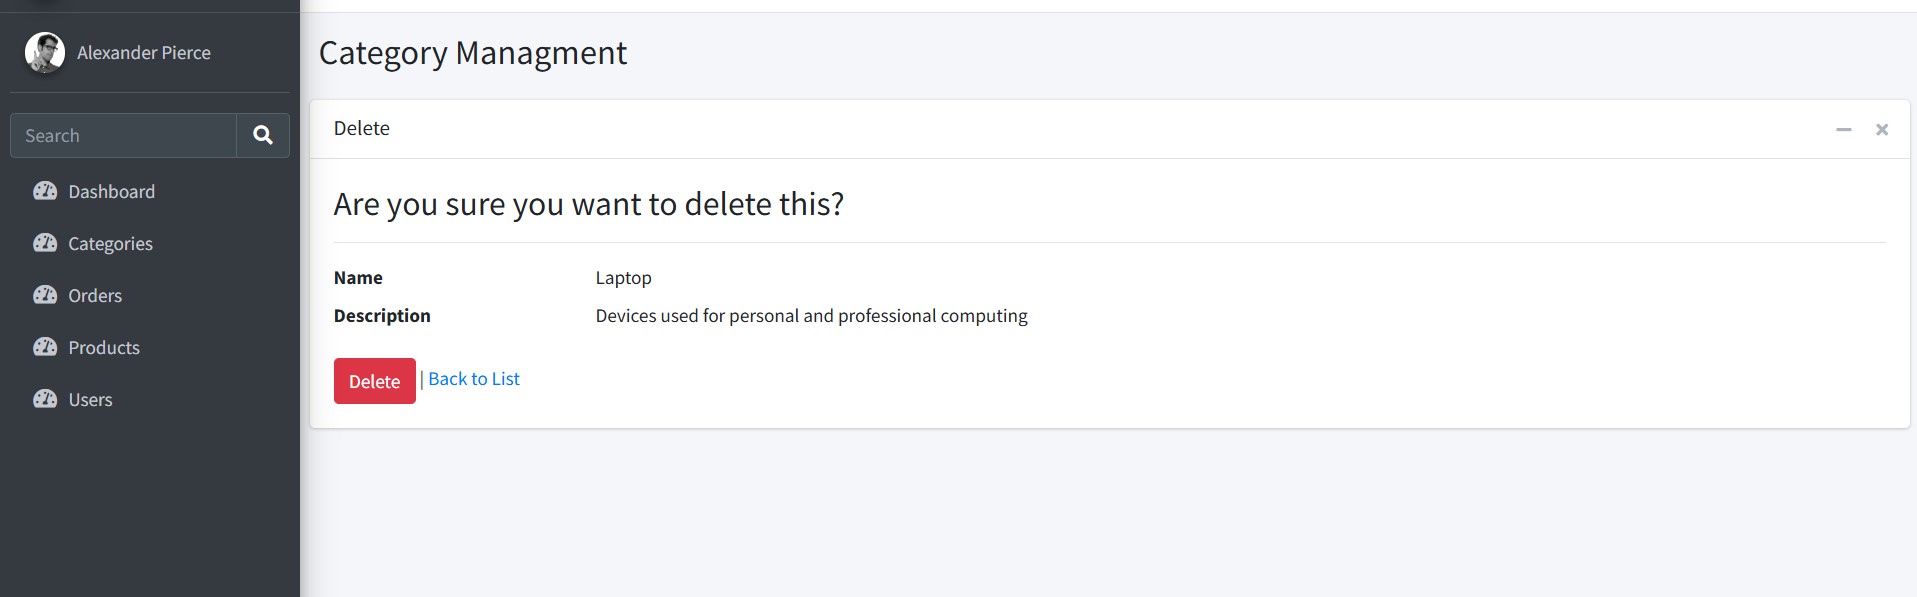 Alexander Pierce
Search
Dashboard
Categories
Orders
Products
Users
Category Managment
Delete
Are you sure you want to delete this?
Name Laptop
Description Devices used for personal and professional computing
Delete | Back to List